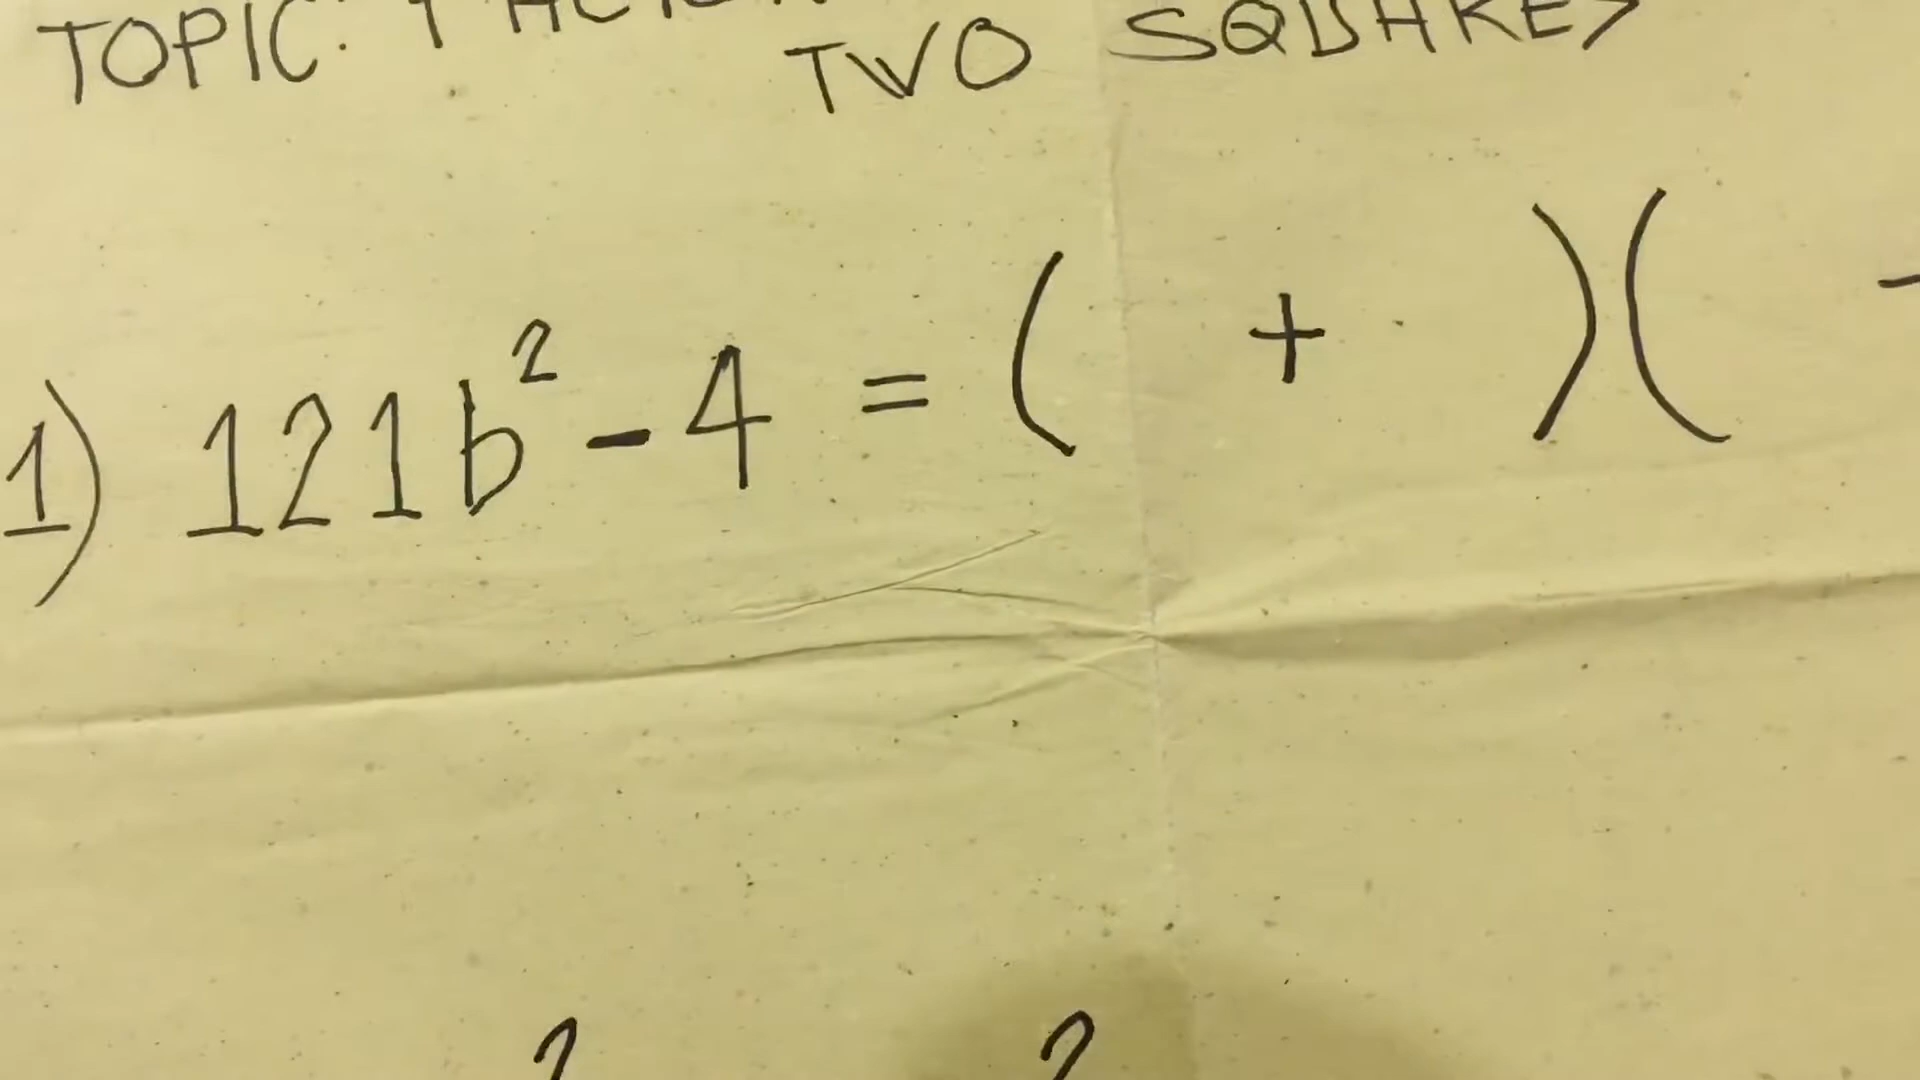 TOPIC:
TWO SQUARES
1) 121b² - 4 = ( + )( -